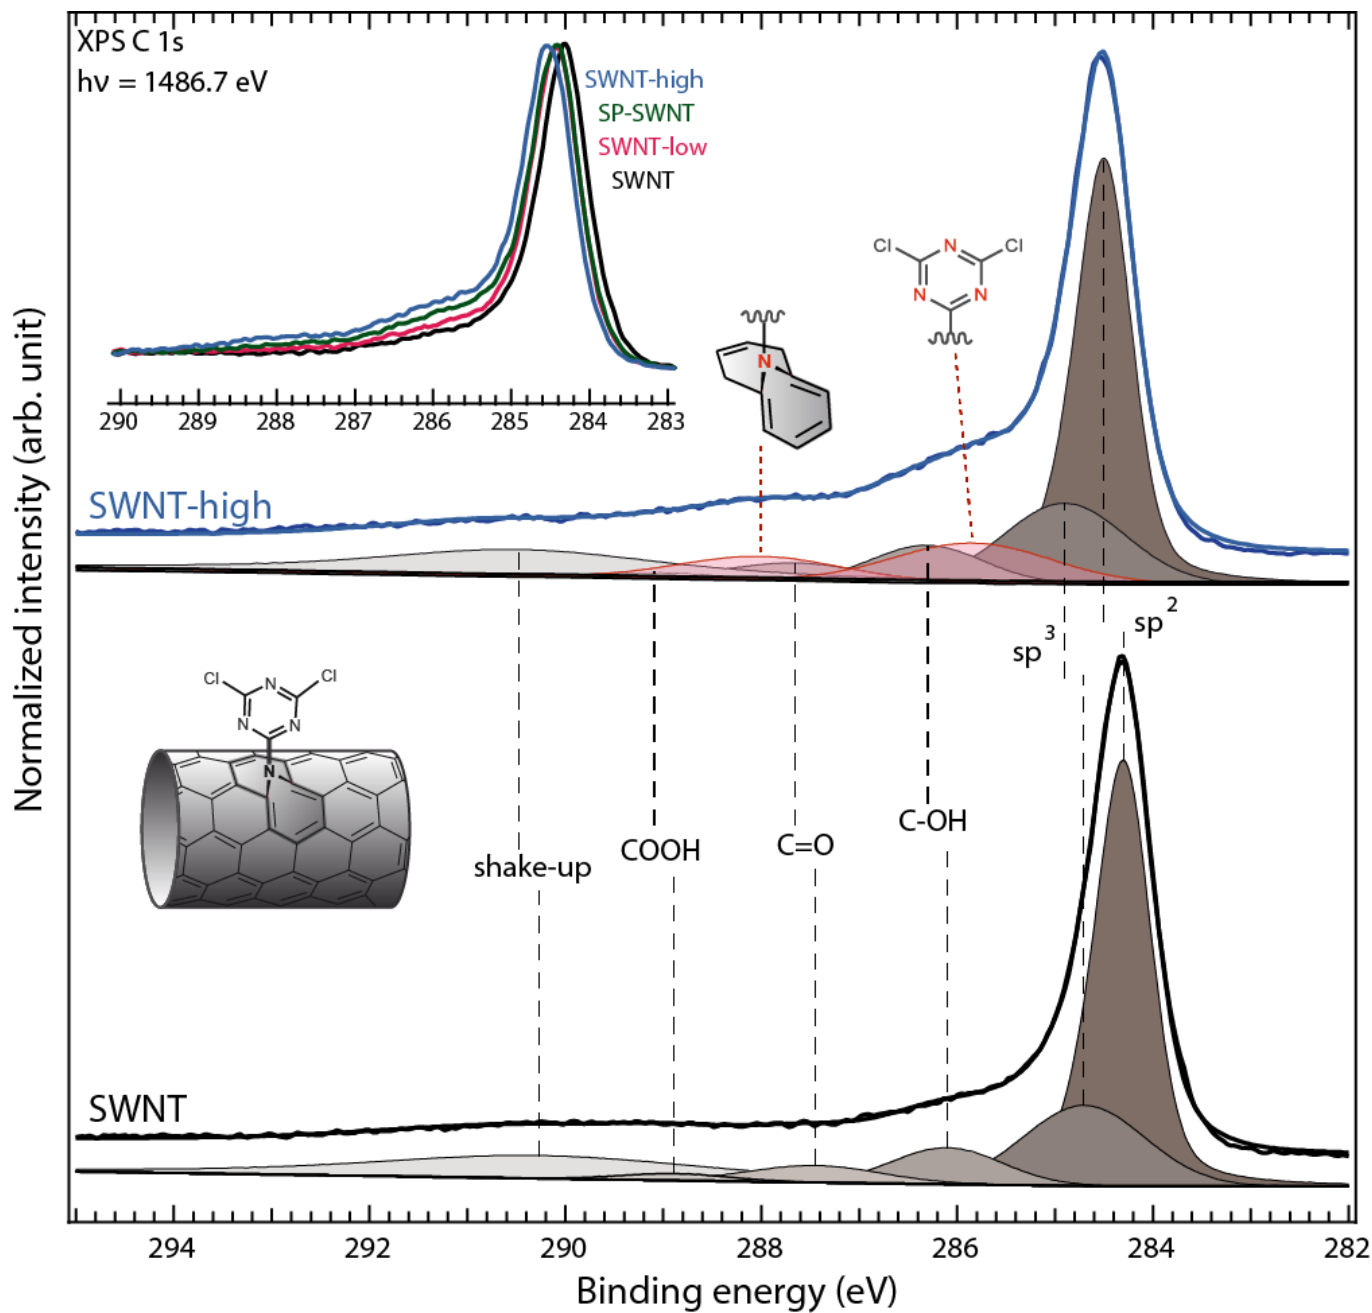 XPS C 1s
hν = 1486.7 eV
SWNT-high
SP-SWNT
SWNT-low
SWNT
290 289 288 287 286 285 284 283
Cl N Cl
N N
N
SWNT-high
sp3 sp2
Cl Cl
N
N N
N
shake-up COOH C=O C-OH
SWNT
294 292 290 288 286 284 282
Binding energy (eV)
Normalized intensity (arb. unit)